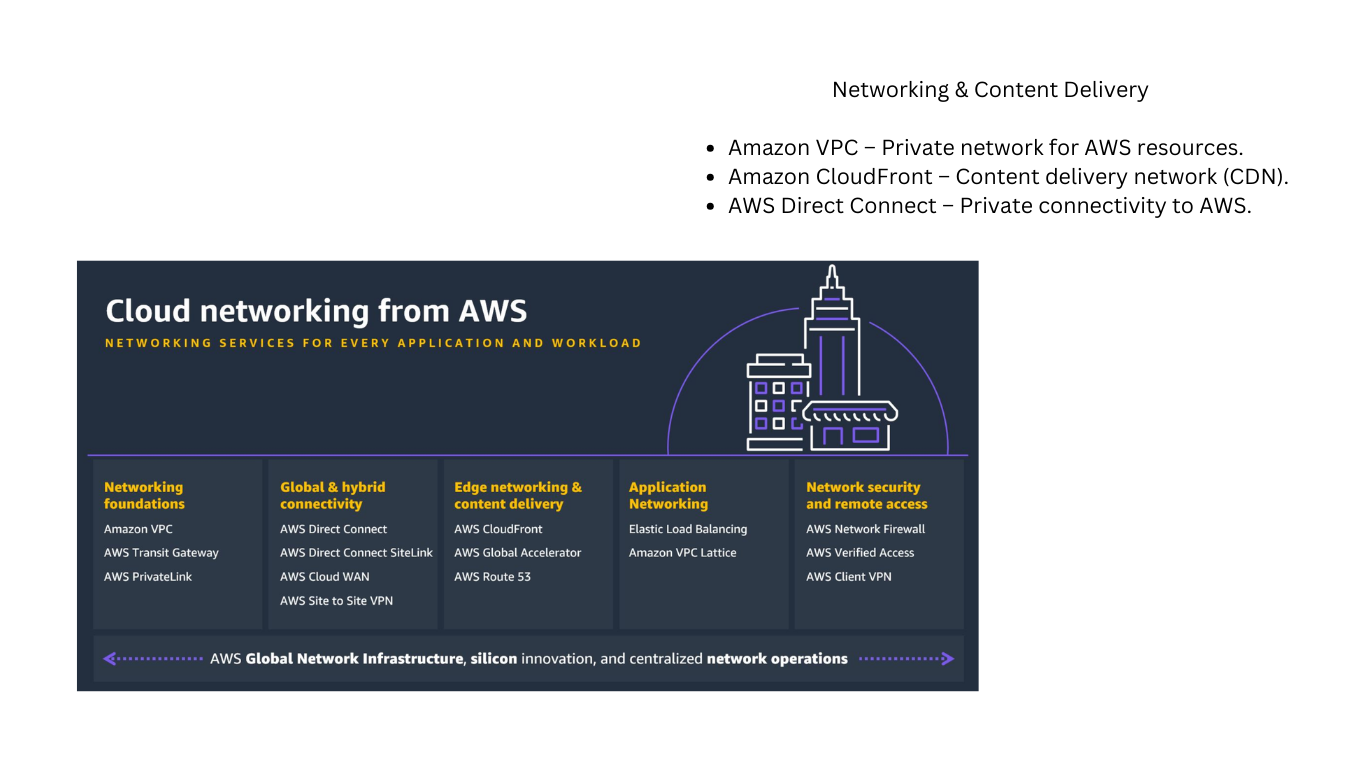 Networking & Content Delivery
• Amazon VPC – Private network for AWS resources.
• Amazon CloudFront – Content delivery network (CDN).
• AWS Direct Connect – Private connectivity to AWS.
Cloud networking from AWS
NETWORKING SERVICES FOR EVERY APPLICATION AND WORKLOAD
Networking
foundations
Amazon VPC
AWS Transit Gateway
AWS PrivateLink
Global & hybrid
connectivity
AWS Direct Connect
AWS Direct Connect SiteLink
AWS Cloud WAN
AWS Site to Site VPN
Edge networking &
content delivery
AWS CloudFront
AWS Global Accelerator
AWS Route 53
Application
Networking
Elastic Load Balancing
Amazon VPC Lattice
Network security
and remote access
AWS Network Firewall
AWS Verified Access
AWS Client VPN
AWS Global Network Infrastructure, silicon innovation, and centralized network operations